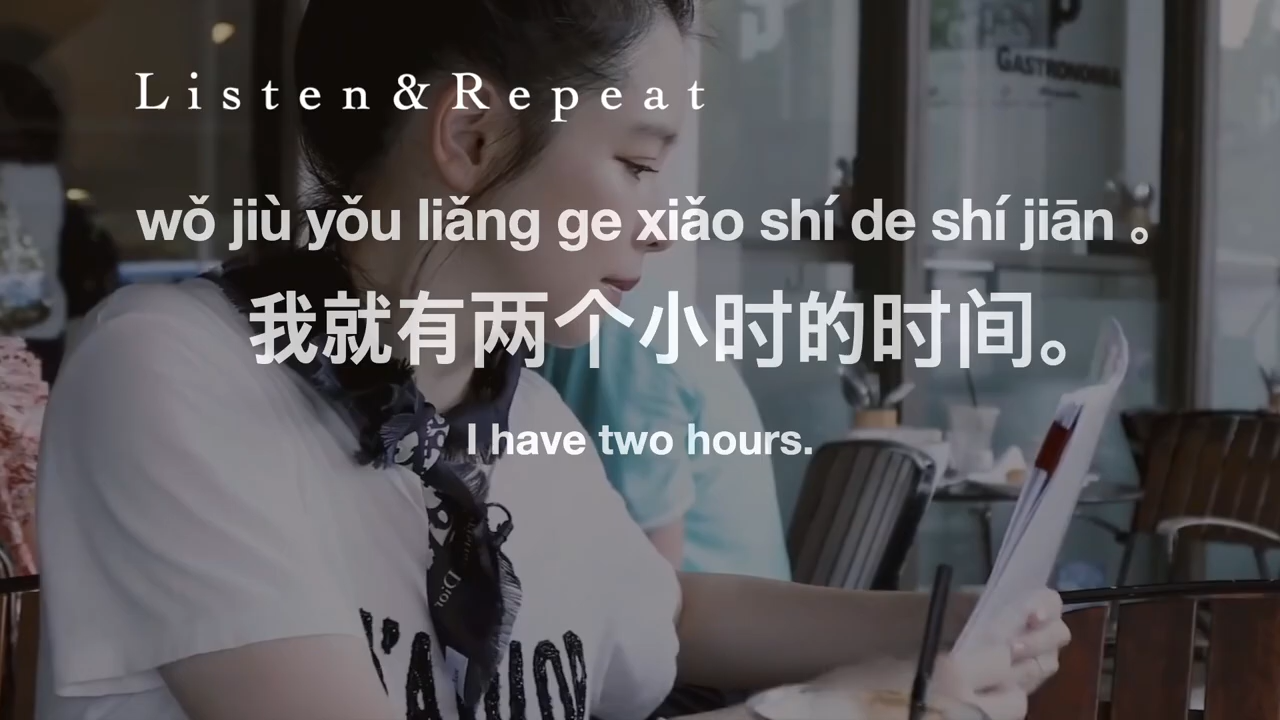 GASTRONOMIA
Listen&Repeat
wǒ jiù yǒu liǎng ge xiǎo shí de shí jiān 。
我就有两个小时的时间。
I have two hours.
Dior